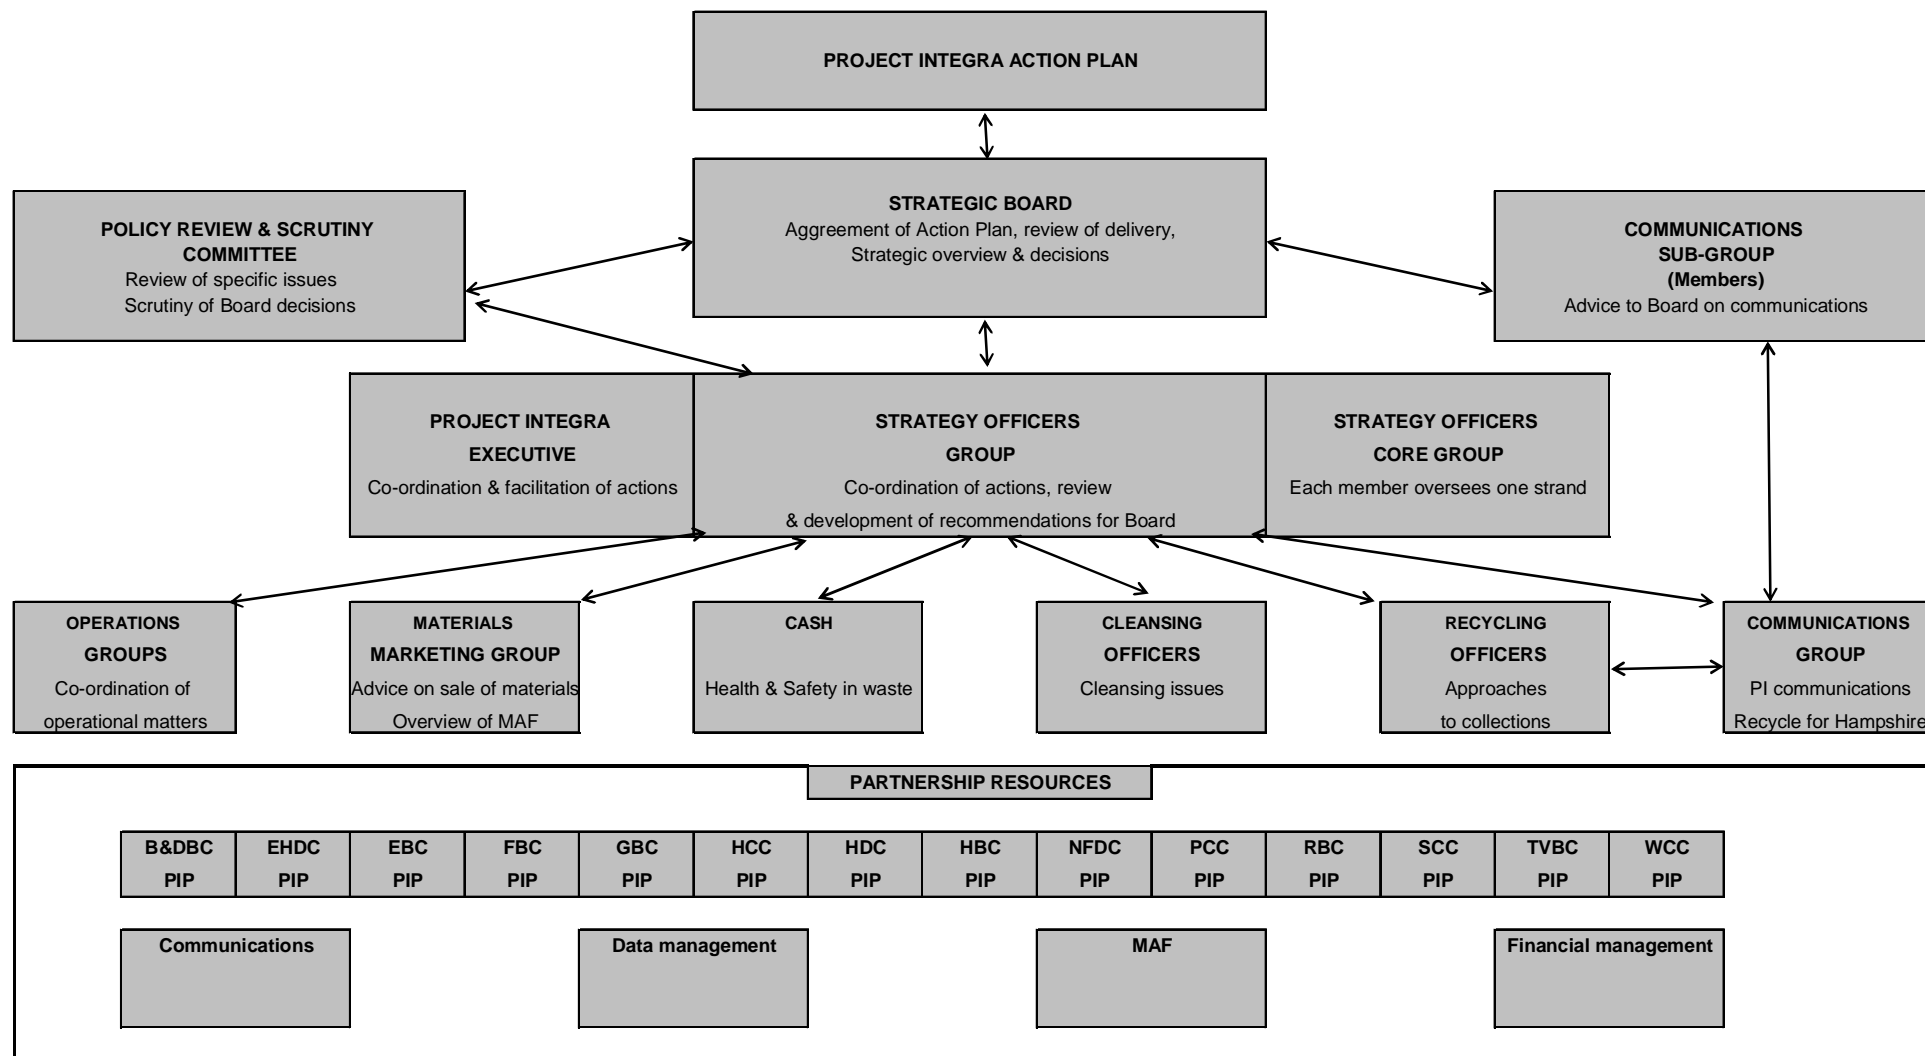 PROJECT INTEGRA ACTION PLAN
STRATEGIC BOARD
Aggreement of Action Plan, review of delivery,
Strategic overview & decisions
POLICY REVIEW & SCRUTINY
COMMITTEE
Review of specific issues
Scrutiny of Board decisions
COMMUNICATIONS
SUB-GROUP
(Members)
Advice to Board on communications
PROJECT INTEGRA
EXECUTIVE
Co-ordination & facilitation of actions
STRATEGY OFFICERS
GROUP
Co-ordination of actions, review
& development of recommendations for Board
STRATEGY OFFICERS
CORE GROUP
Each member oversees one strand
OPERATIONS
GROUPS
Co-ordination of
operational matters
MATERIALS
MARKETING GROUP
Advice on sale of materials
Overview of MAF
CASH
Health & Safety in waste
CLEANSING
OFFICERS
Cleansing issues
RECYCLING
OFFICERS
Approaches
to collections
COMMUNICATIONS
GROUP
PI communications
Recycle for Hampshire
PARTNERSHIP RESOURCES
B&DBC
PIP
EHDC
PIP
EBC
PIP
FBC
PIP
GBC
PIP
HCC
PIP
HDC
PIP
HBC
PIP
NFDC
PIP
PCC
PIP
RBC
PIP
SCC
PIP
TVBC
PIP
WCC
PIP
Communications
Data management
MAF
Financial management